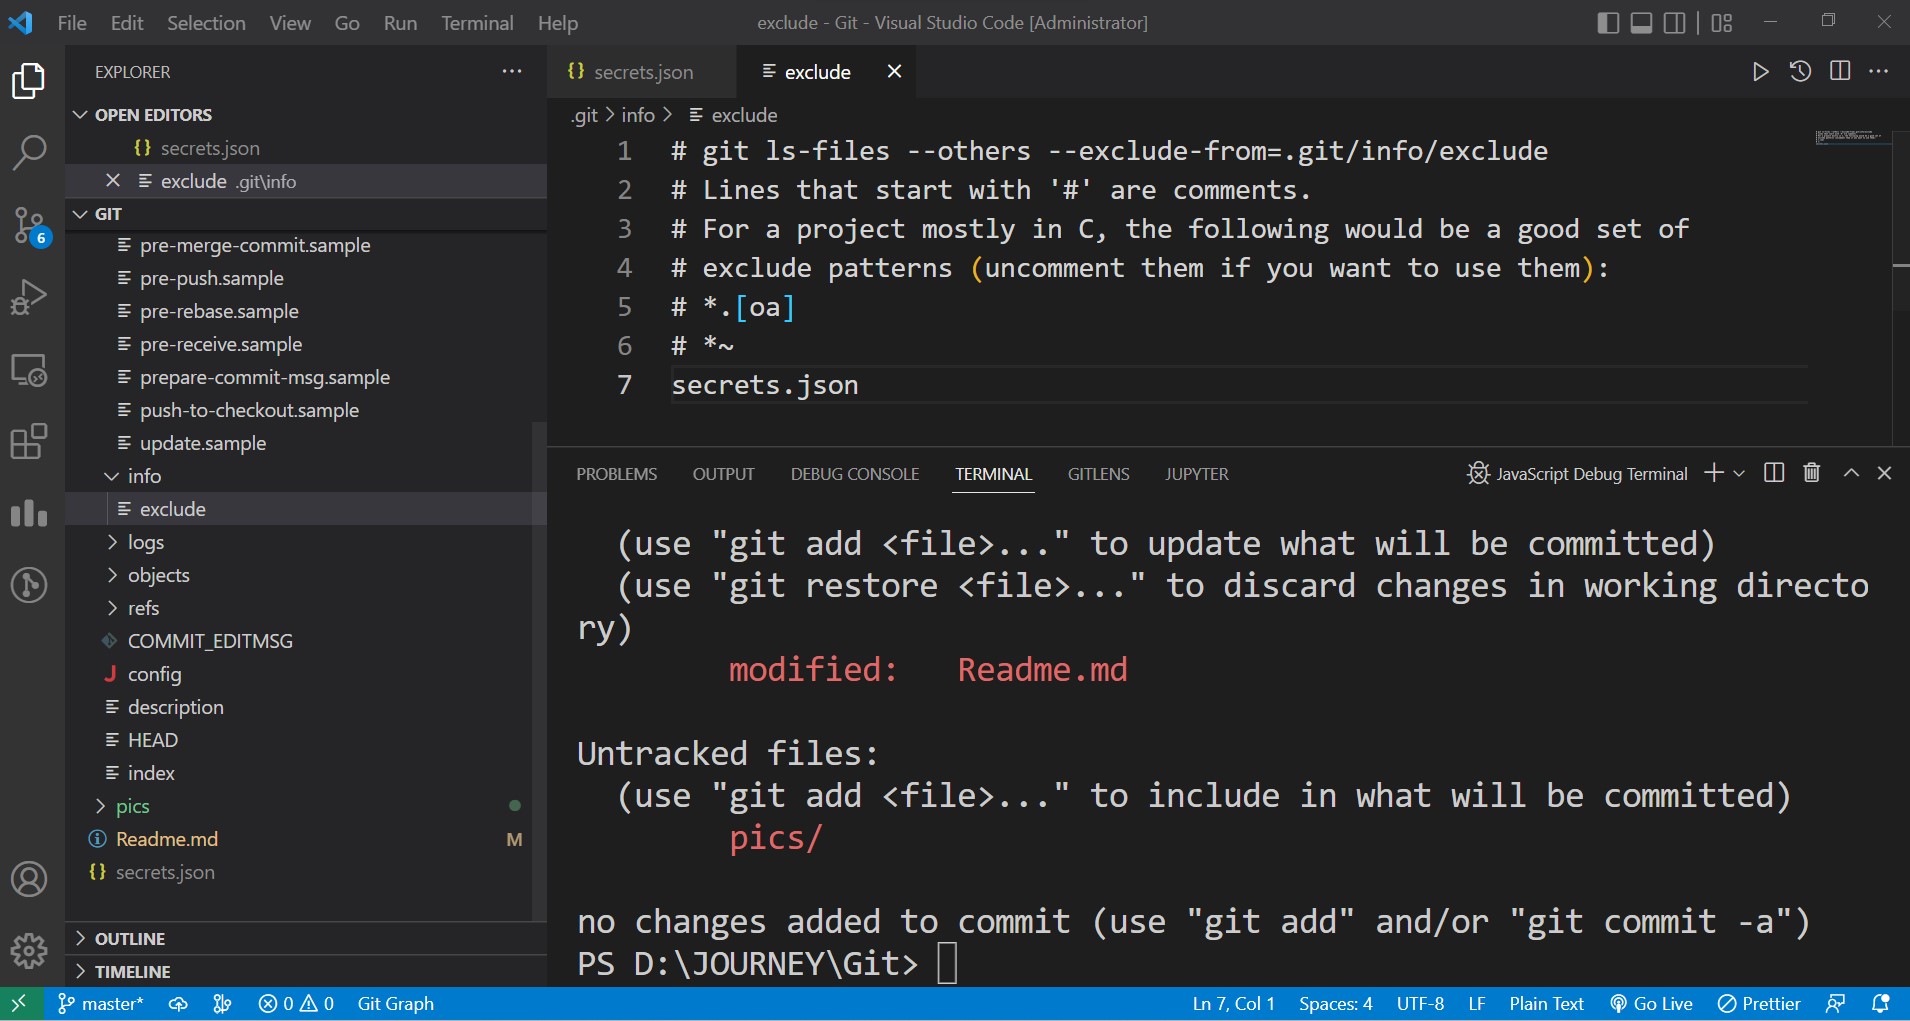 File Edit Selection View Go Run Terminal Help
exclude - Git - Visual Studio Code [Administrator]
EXPLORER
OPEN EDITORS
secrets.json
exclude .git\info
GIT
pre-merge-commit.sample
pre-push.sample
pre-rebase.sample
pre-receive.sample
prepare-commit-msg.sample
push-to-checkout.sample
update.sample
info
exclude
logs
objects
refs
COMMIT_EDITMSG
config
description
HEAD
index
pics
Readme.md M
secrets.json
OUTLINE
TIMELINE
6
secrets.json
exclude
.git > info > exclude
1 # git ls-files --others --exclude-from=.git/info/exclude
2 # Lines that start with '#' are comments.
3 # For a project mostly in C, the following would be a good set of
4 # exclude patterns (uncomment them if you want to use them):
5 # *.[oa]
6 # *~
7 secrets.json
PROBLEMS OUTPUT DEBUG CONSOLE TERMINAL GITLENS JUPYTER
JavaScript Debug Terminal
(use "git add <file>..." to update what will be committed)
(use "git restore <file>..." to discard changes in working directo
ry)
modified: Readme.md
Untracked files:
(use "git add <file>..." to include in what will be committed)
pics/
no changes added to commit (use "git add" and/or "git commit -a")
PS D:\JOURNEY\Git>
master* 0 0 Git Graph
Ln 7, Col 1 Spaces: 4 UTF-8 LF Plain Text Go Live Prettier